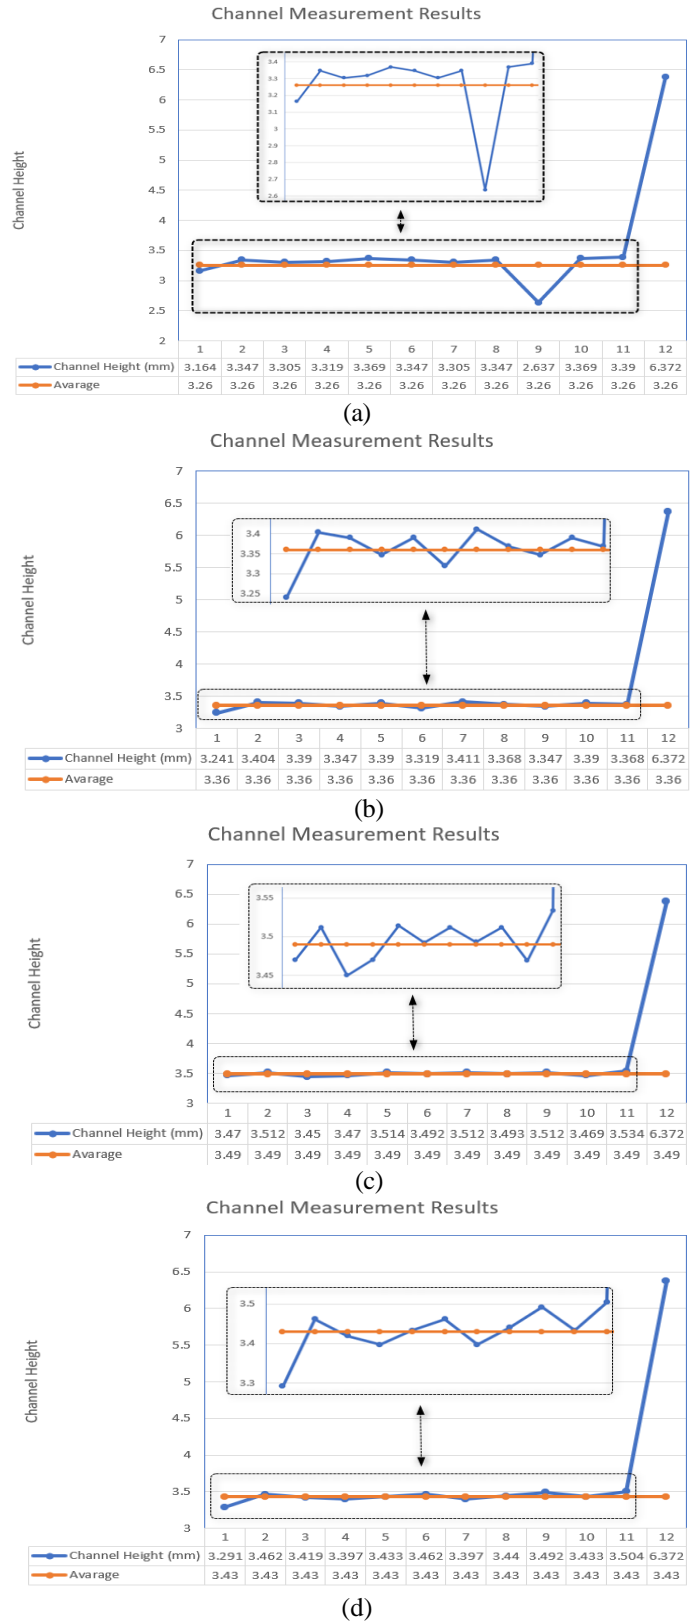 Channel Measurement Results
Channel Height
7
6.5
6
5.5
5
4.5
4
3.5
3
2.5
2
3.4
3.3
3.2
3.1
3
2.9
2.8
2.7
2.6
1 2 3 4 5 6 7 8 9 10 11 12
Channel Height (mm) 3.164 3.347 3.305 3.319 3.369 3.347 3.305 3.347 2.637 3.369 3.39 6.372
Avarage 3.26 3.26 3.26 3.26 3.26 3.26 3.26 3.26 3.26 3.26 3.26 3.26
(a)
Channel Measurement Results
Channel Height
7
6.5
6
5.5
5
4.5
4
3.5
3
3.4
3.35
3.3
3.25
1 2 3 4 5 6 7 8 9 10 11 12
Channel Height (mm) 3.241 3.404 3.39 3.347 3.39 3.319 3.411 3.368 3.347 3.39 3.368 6.372
Avarage 3.36 3.36 3.36 3.36 3.36 3.36 3.36 3.36 3.36 3.36 3.36 3.36
(b)
Channel Measurement Results
Channel Height
7
6.5
6
5.5
5
4.5
4
3.5
3
3.55
3.5
3.45
1 2 3 4 5 6 7 8 9 10 11 12
Channel Height (mm) 3.47 3.512 3.45 3.47 3.514 3.492 3.512 3.493 3.512 3.469 3.534 6.372
Avarage 3.49 3.49 3.49 3.49 3.49 3.49 3.49 3.49 3.49 3.49 3.49 3.49
(c)
Channel Measurement Results
Channel Height
7
6.5
6
5.5
5
4.5
4
3.5
3
3.5
3.4
3.3
1 2 3 4 5 6 7 8 9 10 11 12
Channel Height (mm) 3.291 3.462 3.419 3.397 3.433 3.462 3.397 3.44 3.492 3.433 3.504 6.372
Avarage 3.43 3.43 3.43 3.43 3.43 3.43 3.43 3.43 3.43 3.43 3.43 3.43
(d)